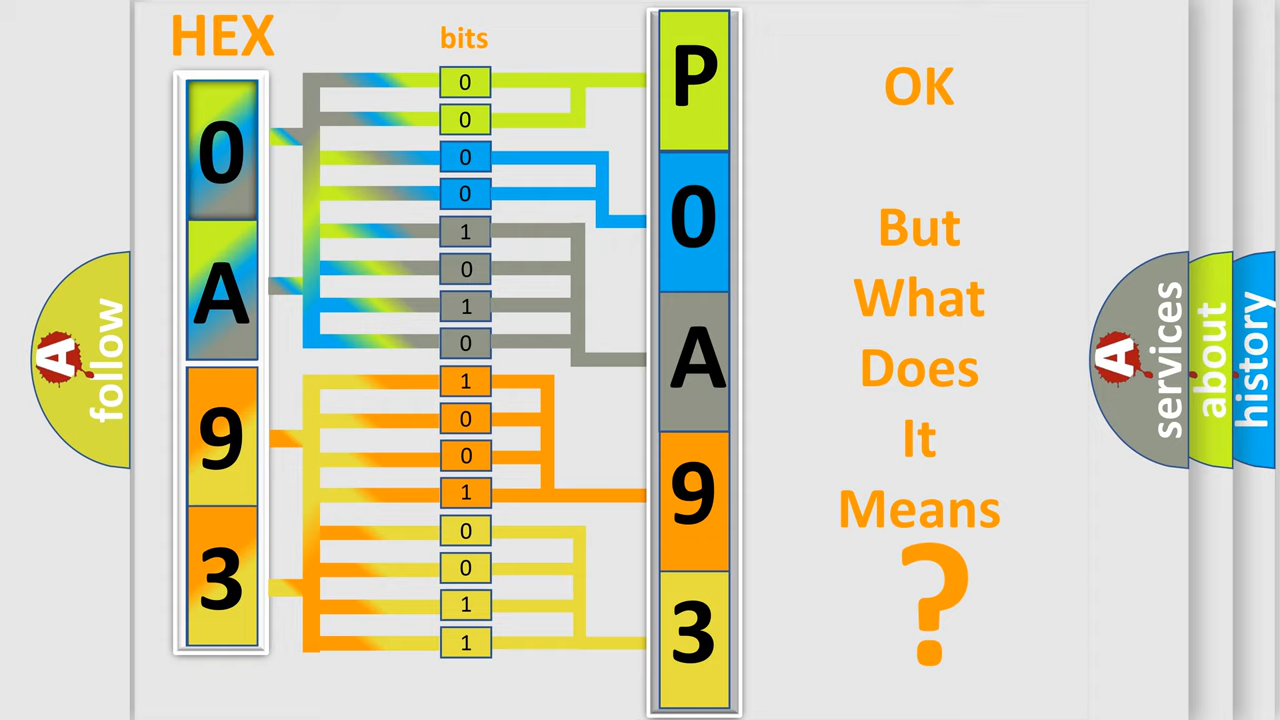 HEX
bits
0
A
9
3
0
0
0
0
1
0
1
0
1
0
0
1
0
0
1
1
P
0
A
9
3
OK
But
What
Does
It
Means
?
A
follow
A
services
about
history